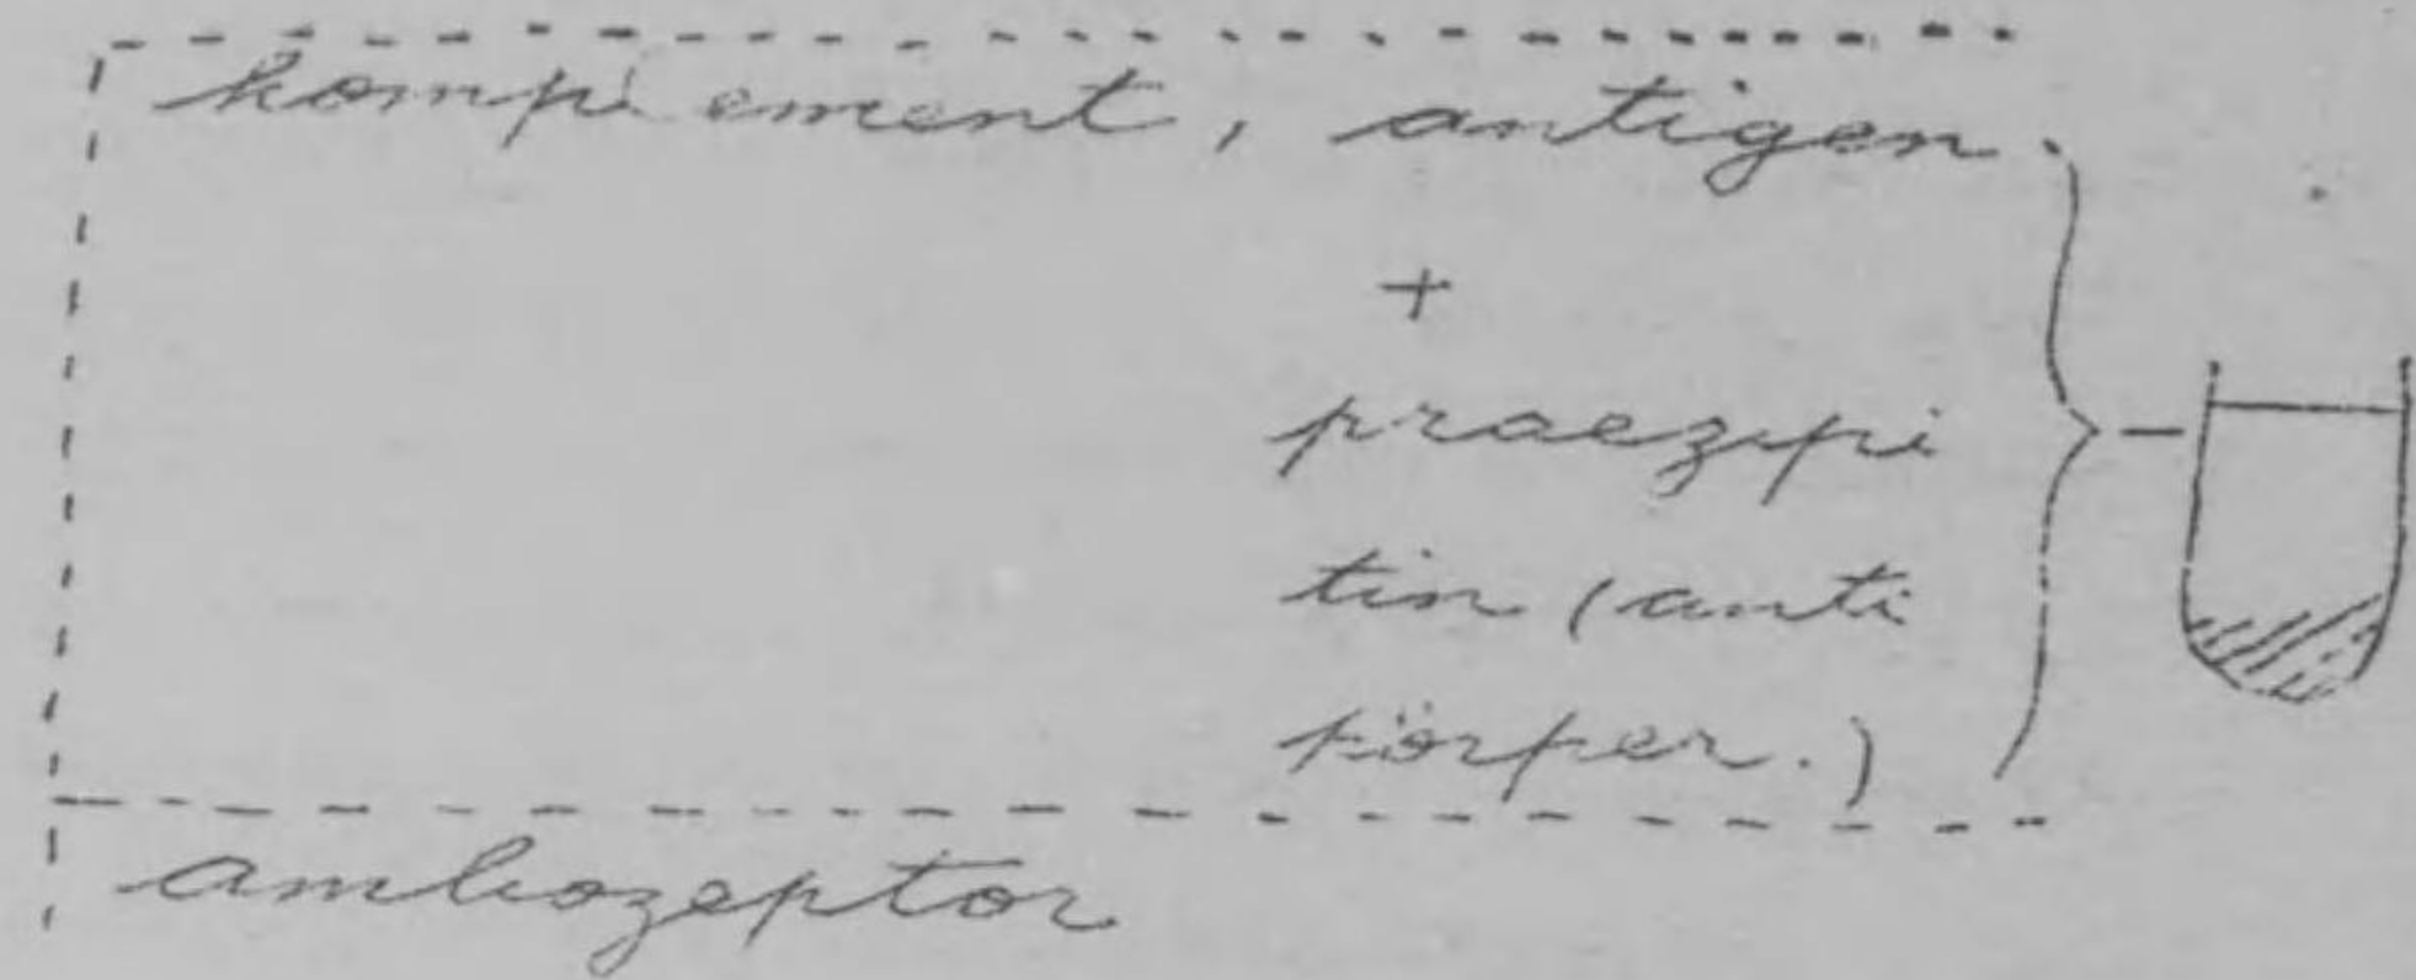 komplement, antigen.
+
praezipi
tin (anti
körper.)
ambozeptor